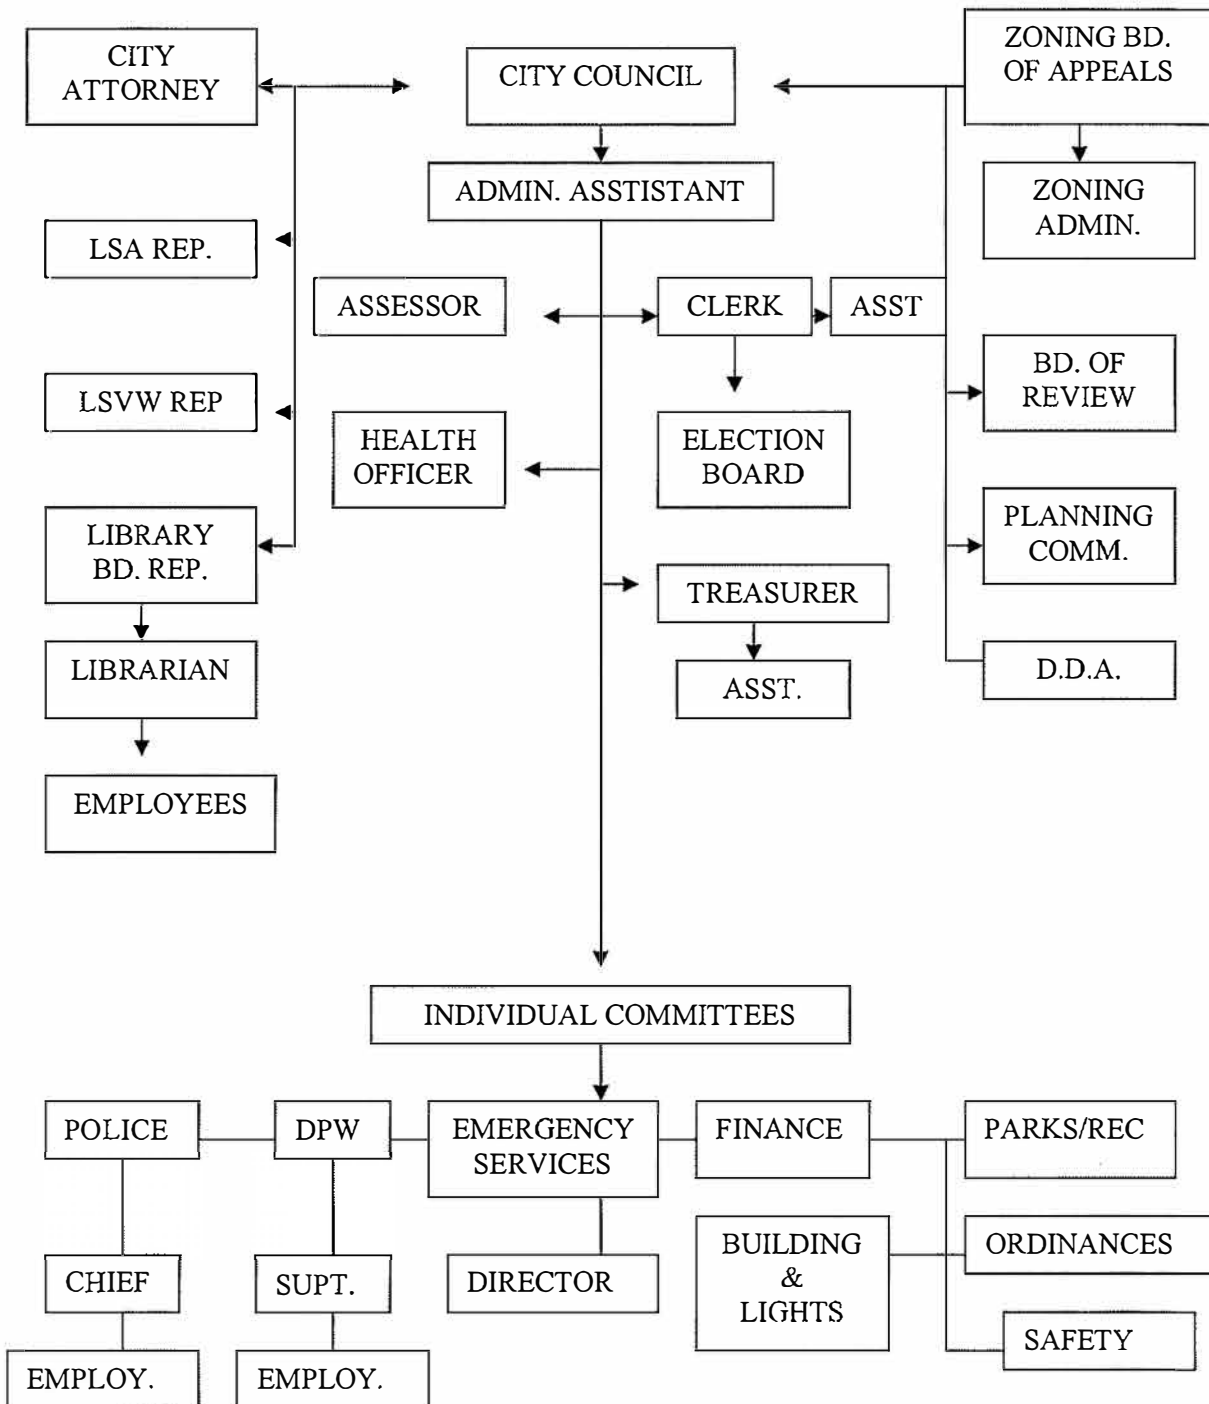 CITY
ATTORNEY
CITY COUNCIL
ZONING BD.
OF APPEALS
ADMIN. ASSTISTANT
ZONING
ADMIN.
LSA REP.
ASSESSOR
CLERK
ASST
LSVW REP
HEALTH
OFFICER
ELECTION
BOARD
BD. OF
REVIEW
LIBRARY
BD. REP.
PLANNING
COMM.
TREASURER
LIBRARIAN
ASST.
D.D.A.
EMPLOYEES
INDIVIDUAL COMMITTEES
POLICE
DPW
EMERGENCY
SERVICES
FINANCE
PARKS/REC
CHIEF
SUPT.
DIRECTOR
BUILDING
&
LIGHTS
ORDINANCES
SAFETY
EMPLOY.
EMPLOY.